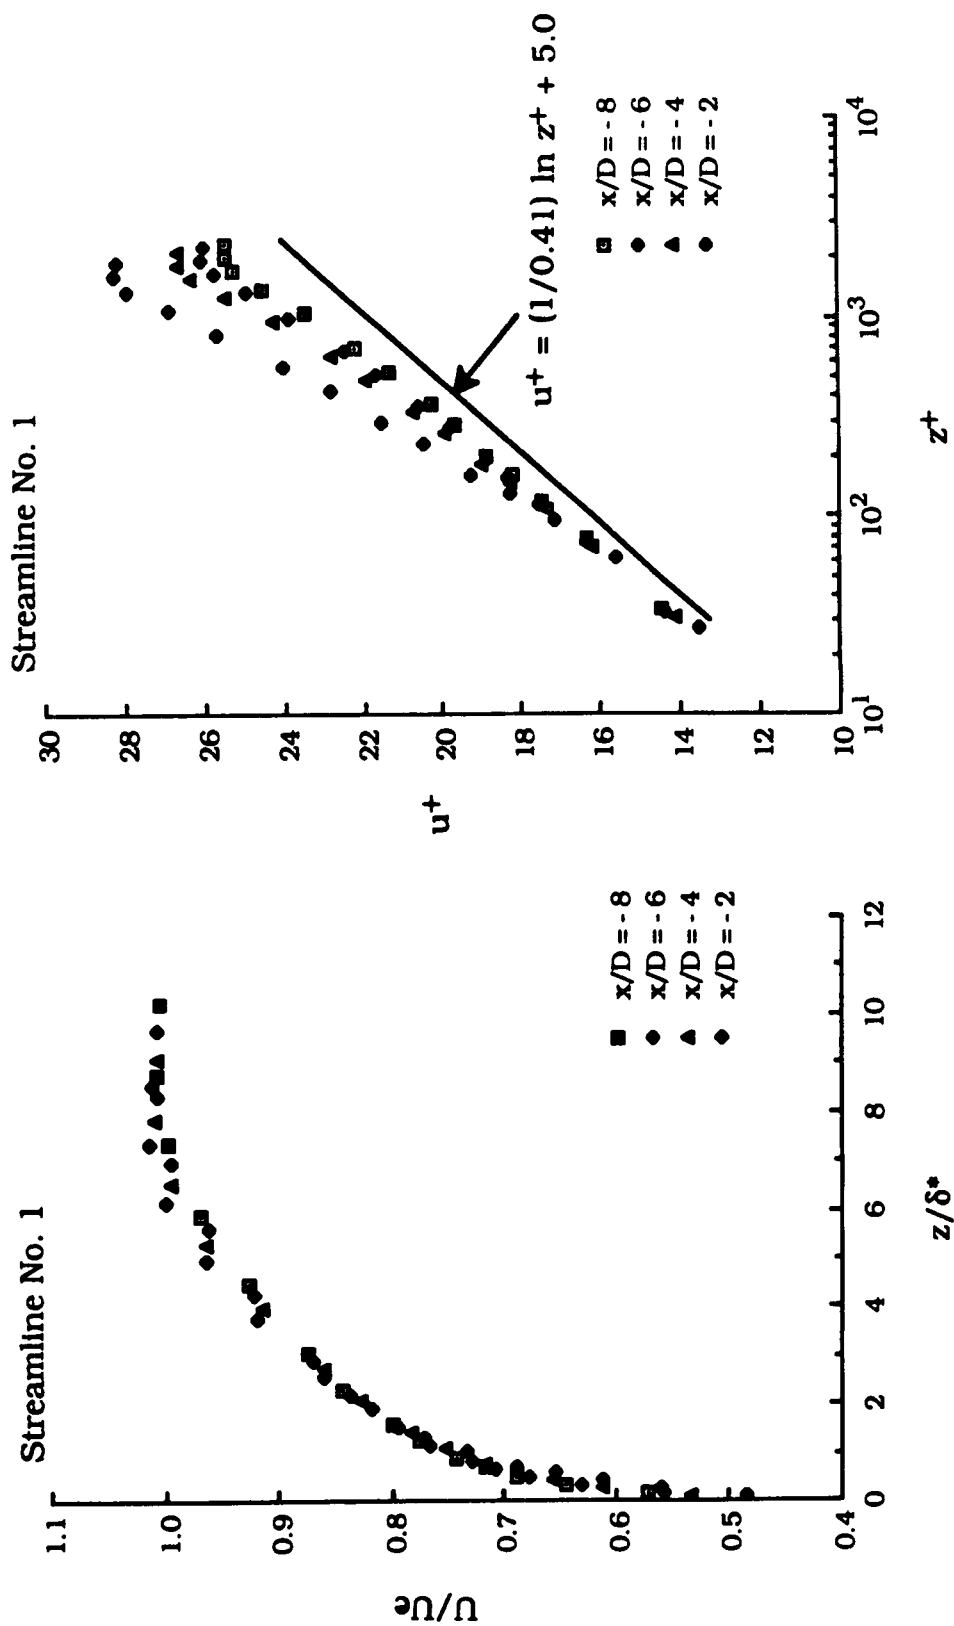 Streamline No. 1
1.1
1.0
0.9
0.8
0.7
0.6
0.5
0.4
U/Ue
0
2
4
6
8
10
12
z/δ*
x/D = - 8
x/D = - 6
x/D = - 4
x/D = - 2
Streamline No. 1
30
28
26
24
22
20
18
16
14
12
10
u⁺
10¹
10²
10³
10⁴
z⁺
u⁺ = (1/0.41) ln z⁺ + 5.0
x/D = - 8
x/D = - 6
x/D = - 4
x/D = - 2